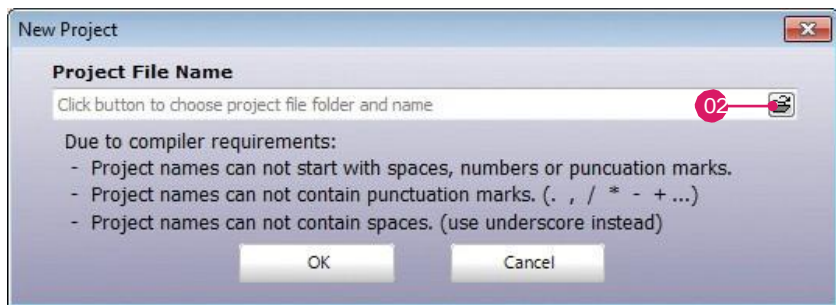 New Project
Project File Name
Click button to choose project file folder and name
02
Due to compiler requirements:
- Project names can not start with spaces, numbers or puncuation marks.
- Project names can not contain punctuation marks. (. , / * - + ...)
- Project names can not contain spaces. (use underscore instead)
OK Cancel